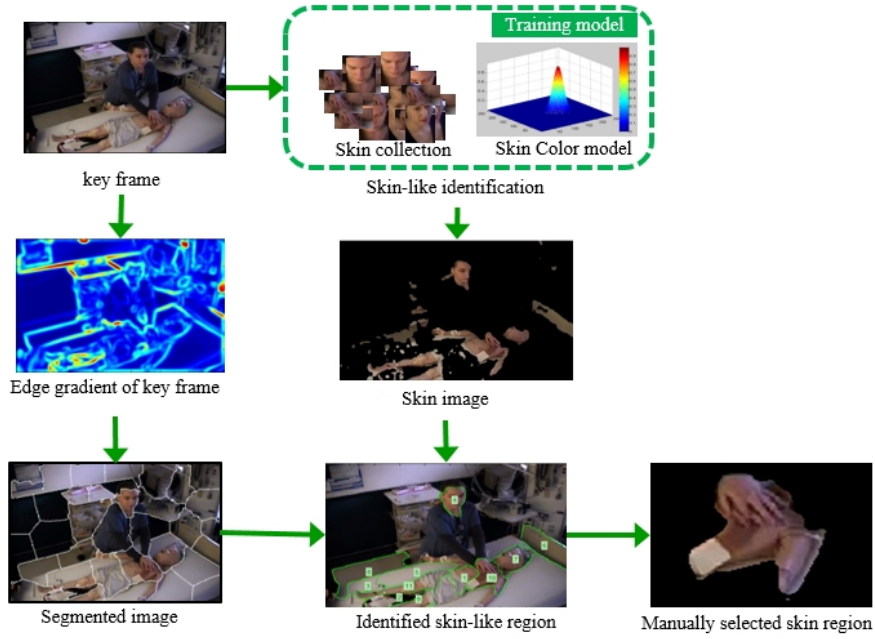 Training model
Skin collection
Skin Color model
key frame
Skin-like identification
Edge gradient of key frame
Skin image
Segmented image
Identified skin-like region
Manually selected skin region